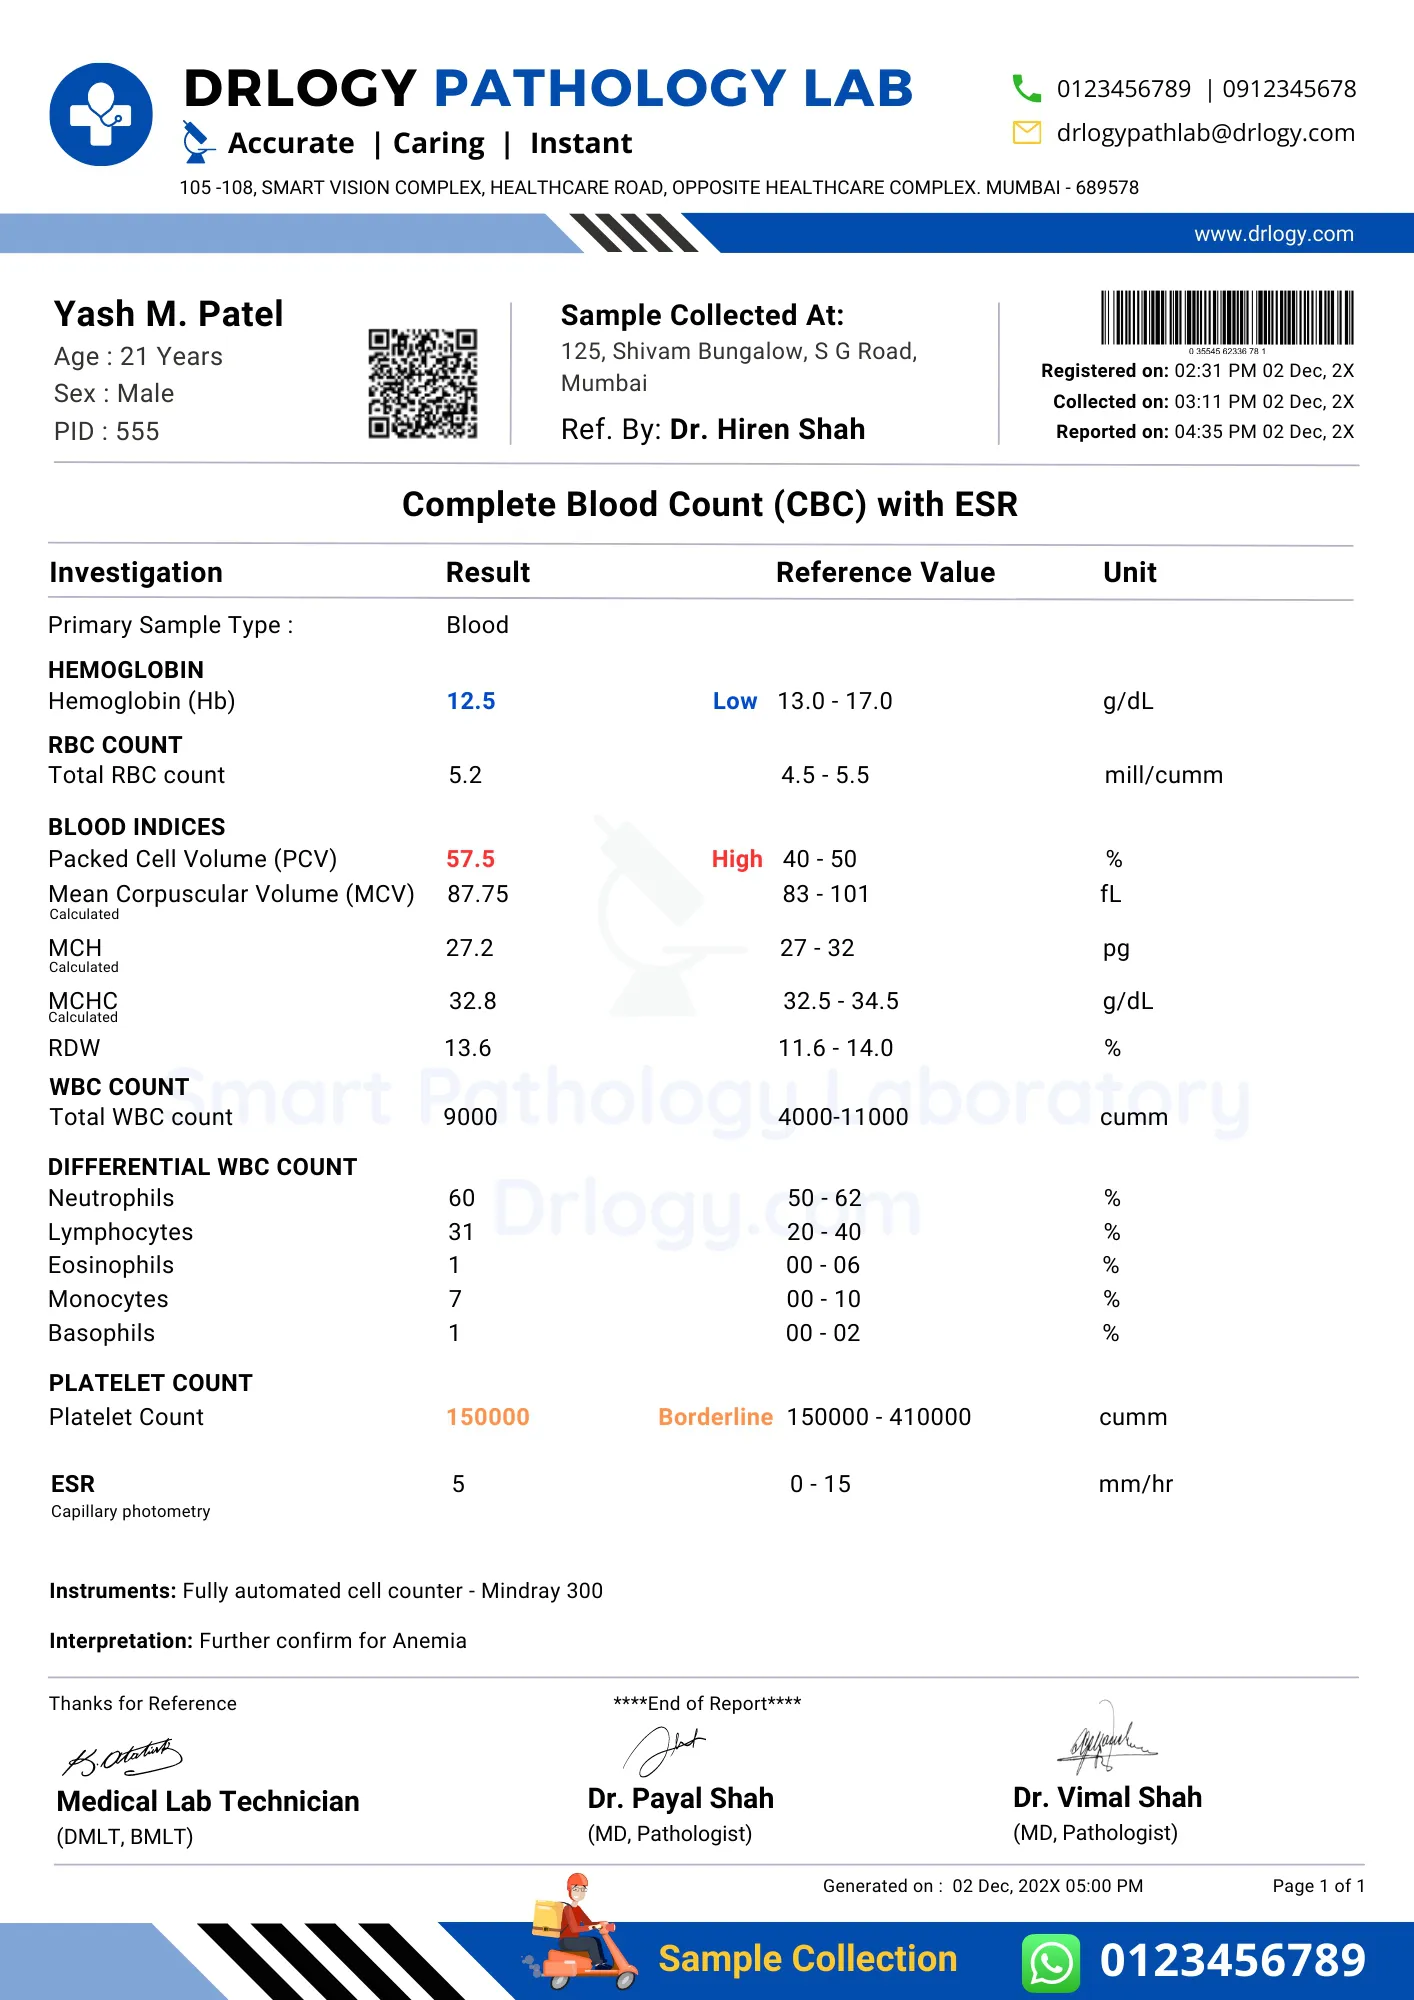 DRLOGY PATHOLOGY LAB
Accurate | Caring | Instant
0123456789 | 0912345678
drlogypathlab@drlogy.com
105 -108, SMART VISION COMPLEX, HEALTHCARE ROAD, OPPOSITE HEALTHCARE COMPLEX. MUMBAI - 689578
www.drlogy.com
Yash M. Patel
Age : 21 Years
Sex : Male
PID : 555
Sample Collected At:
125, Shivam Bungalow, S G Road,
Mumbai
Ref. By: Dr. Hiren Shah
0 35545 62336 78 1
Registered on: 02:31 PM 02 Dec, 2X
Collected on: 03:11 PM 02 Dec, 2X
Reported on: 04:35 PM 02 Dec, 2X
Complete Blood Count (CBC) with ESR
Investigation Result Reference Value Unit
Primary Sample Type : Blood
HEMOGLOBIN
Hemoglobin (Hb) 12.5 Low 13.0 - 17.0 g/dL
RBC COUNT
Total RBC count 5.2 4.5 - 5.5 mill/cumm
BLOOD INDICES
Packed Cell Volume (PCV) 57.5 High 40 - 50 %
Mean Corpuscular Volume (MCV) 87.75 83 - 101 fL
Calculated
MCH 27.2 27 - 32 pg
Calculated
MCHC 32.8 32.5 - 34.5 g/dL
Calculated
RDW 13.6 11.6 - 14.0 %
Smart Pathology Laboratory
WBC COUNT
Total WBC count 9000 4000-11000 cumm
DIFFERENTIAL WBC COUNT
Neutrophils 60 50 - 62 %
Drlogy.com
Lymphocytes 31 20 - 40 %
Eosinophils 1 00 - 06 %
Monocytes 7 00 - 10 %
Basophils 1 00 - 02 %
PLATELET COUNT
Platelet Count 150000 Borderline 150000 - 410000 cumm
ESR 5 0 - 15 mm/hr
Capillary photometry
Instruments: Fully automated cell counter - Mindray 300
Interpretation: Further confirm for Anemia
Thanks for Reference ****End of Report****
Medical Lab Technician
(DMLT, BMLT)
Dr. Payal Shah
(MD, Pathologist)
Dr. Vimal Shah
(MD, Pathologist)
Generated on : 02 Dec, 202X 05:00 PM Page 1 of 1
Sample Collection 0123456789